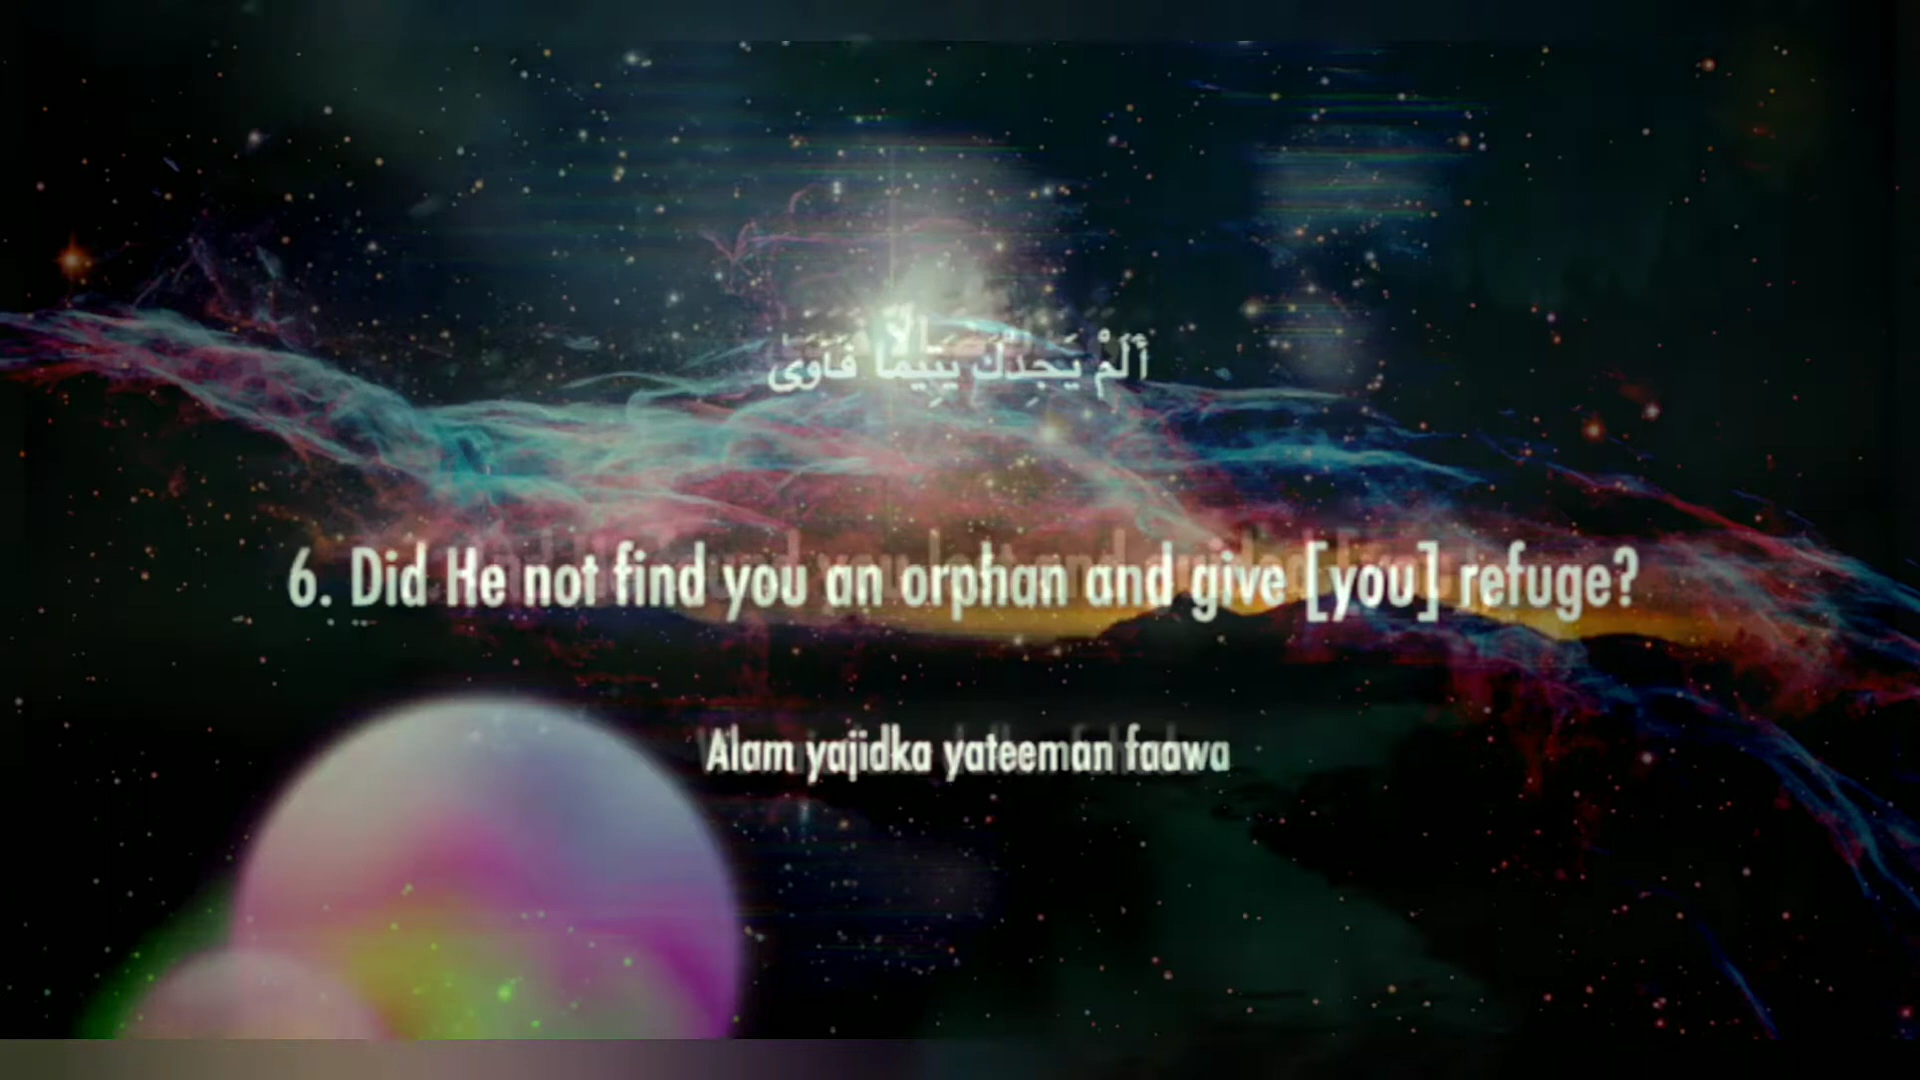 أَلَمْ يَجِدْكَ يَتِيمًا فَآوَى
6. Did He not find you an orphan and give [you] refuge?
Alam yajidka yateeman faawa